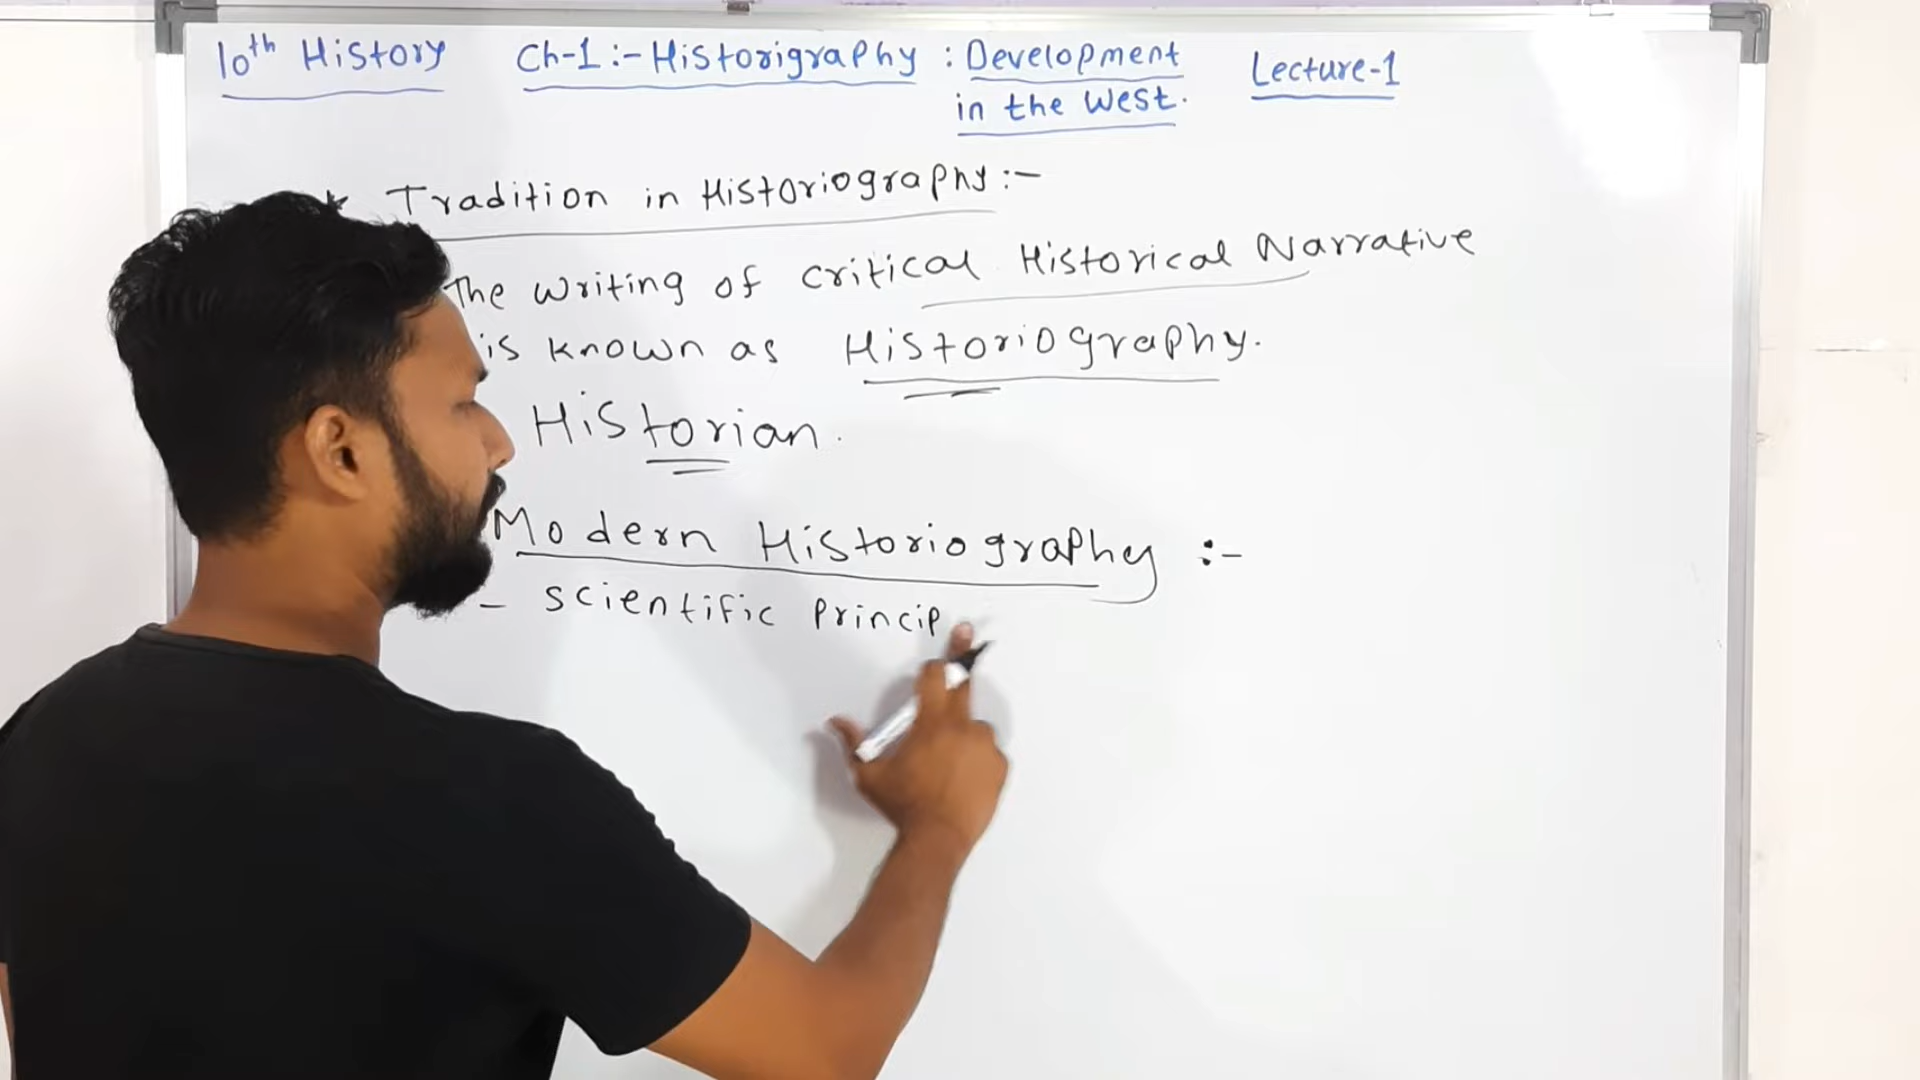 10th History Ch-1:- Historigraphy : Development Lecture-1
in the West.
* Tradition in Historiography:-
The writing of critical Historical Narrative
is known as Historiography.
Historian.
Modern Historiography :-
- scientific Princip